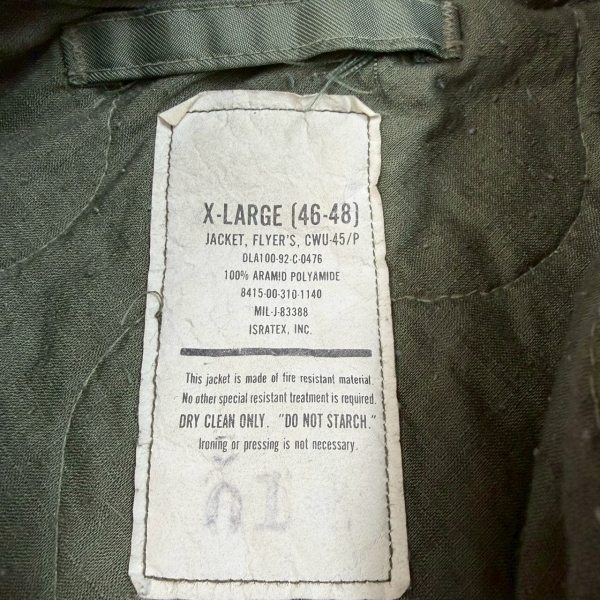 X-LARGE (46-48)
JACKET, FLYER'S, CWU-45/P
DLA100-92-C-0476
100% ARAMID POLYAMIDE
8415-00-310-1140
MIL-J-83388
ISRATEX, INC.
This jacket is made of fire resistant material.
No other special resistant treatment is required.
DRY CLEAN ONLY. "DO NOT STARCH."
Ironing or pressing is not necessary.